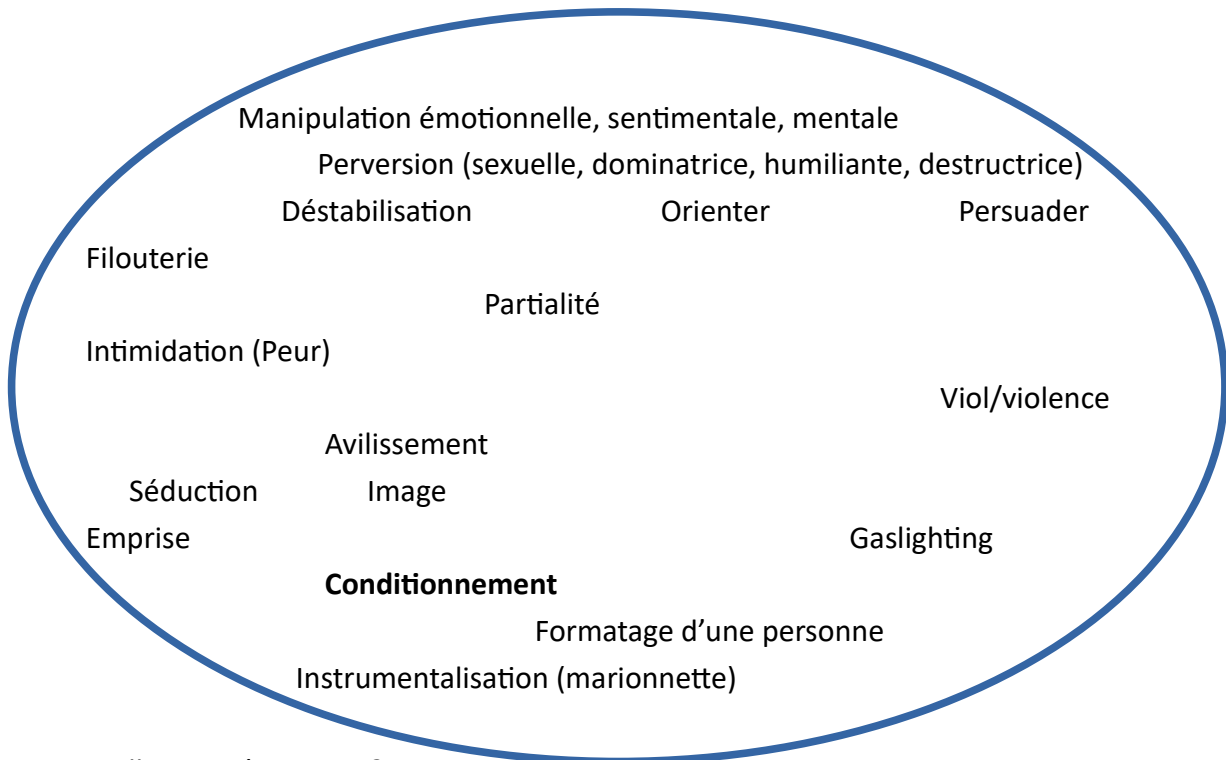 Manipulation émotionnelle, sentimentale, mentale
Perversion (sexuelle, dominatrice, humiliante, destructrice)
Déstabilisation Orienter Persuader
Filouterie
Partialité
Intimidation (Peur)
Viol/violence
Avilissement
Séduction Image
Emprise Gaslighting
Conditionnement
Formatage d’une personne
Instrumentalisation (marionnette)